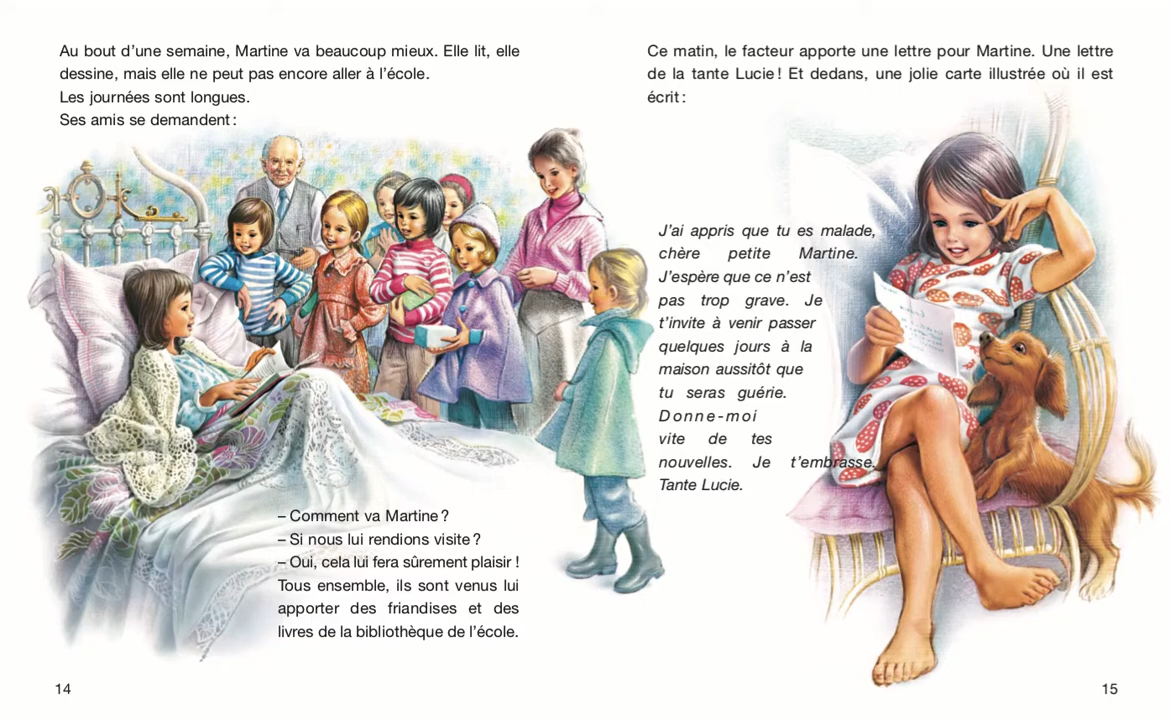 Au bout d'une semaine, Martine va beaucoup mieux. Elle lit, elle
dessine, mais elle ne peut pas encore aller à l'école.
Les journées sont longues.
Ses amis se demandent :
– Comment va Martine ?
– Si nous lui rendions visite ?
– Oui, cela lui fera sûrement plaisir !
Tous ensemble, ils sont venus lui
apporter des friandises et des
livres de la bibliothèque de l'école.
14
Ce matin, le facteur apporte une lettre pour Martine. Une lettre
de la tante Lucie ! Et dedans, une jolie carte illustrée où il est
écrit :
J'ai appris que tu es malade,
chère petite Martine.
J'espère que ce n'est
pas trop grave. Je
t'invite à venir passer
quelques jours à la
maison aussitôt que
tu seras guérie.
Donne-moi
vite de tes
nouvelles. Je t'embrasse.
Tante Lucie.
15